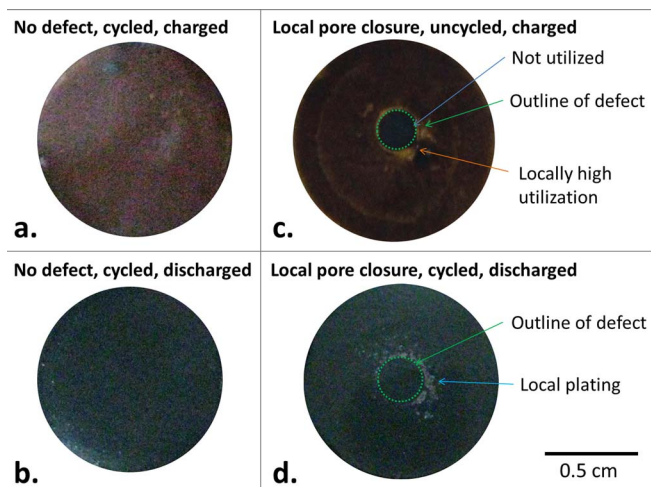 No defect, cycled, charged
a.
Local pore closure, uncycled, charged
Not utilized
Outline of defect
Locally high
utilization
c.
No defect, cycled, discharged
b.
Local pore closure, cycled, discharged
Outline of defect
Local plating
d.
0.5 cm